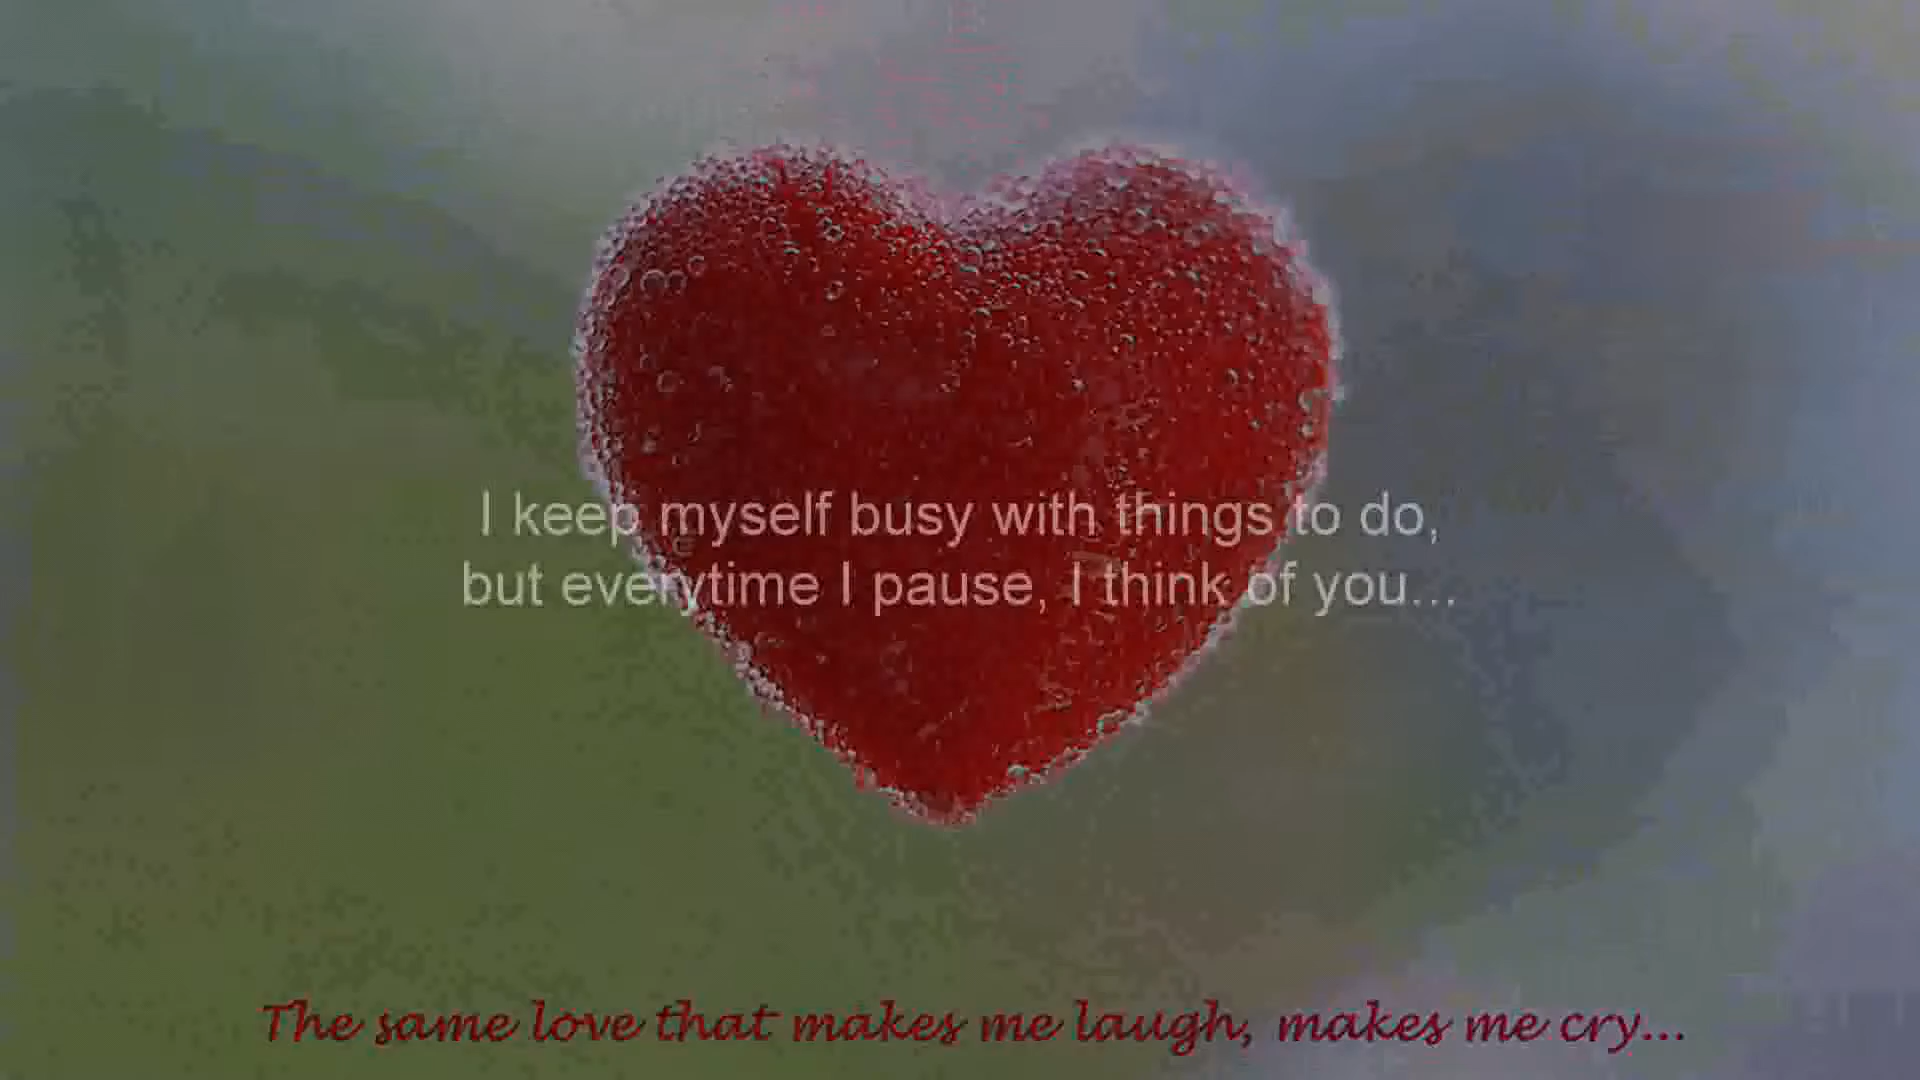 I keep myself busy with things to do,
but everytime I pause, I think of you...
The same love that makes me laugh, makes me cry...